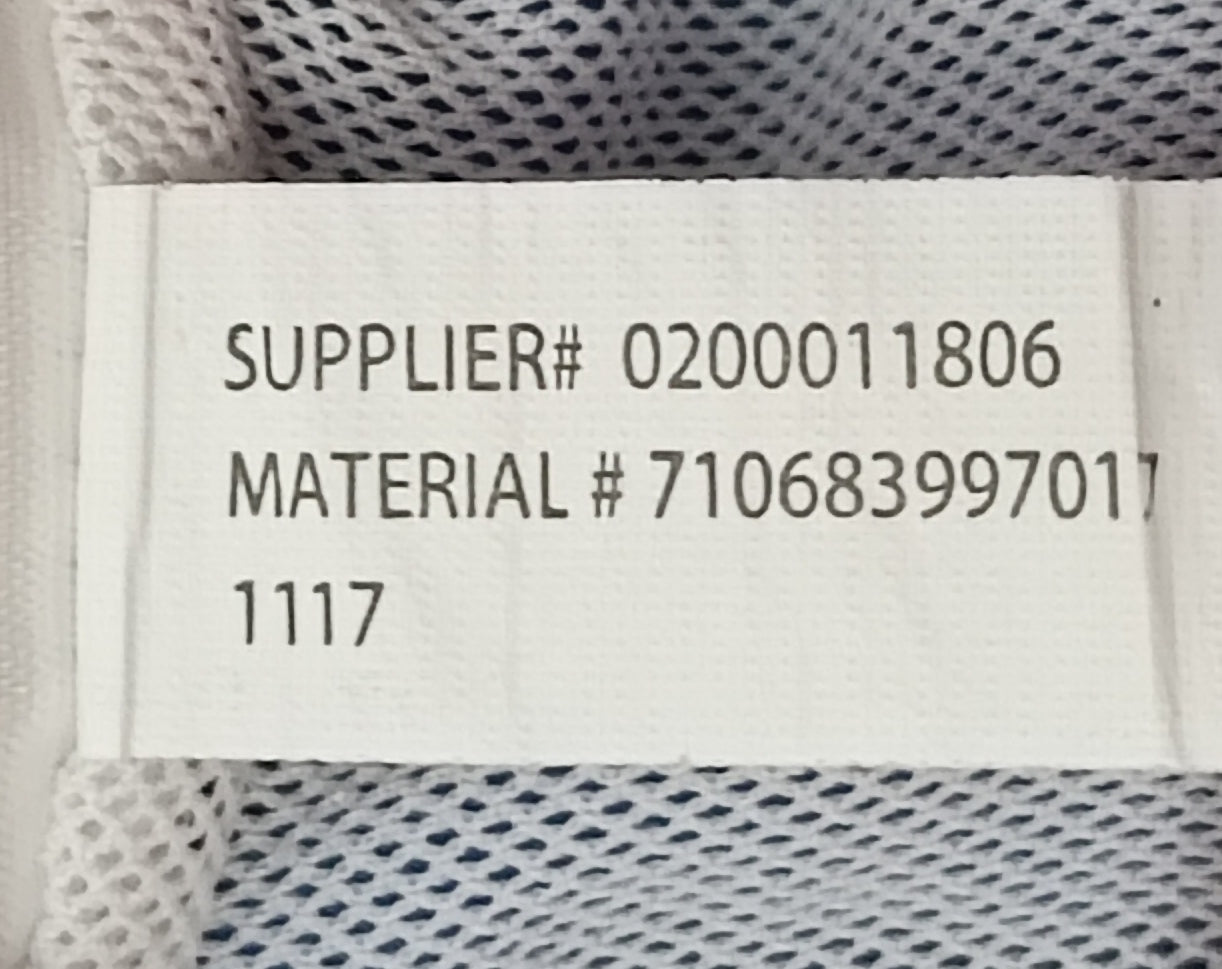 SUPPLIER# 0200011806
MATERIAL # 710683997017
1117